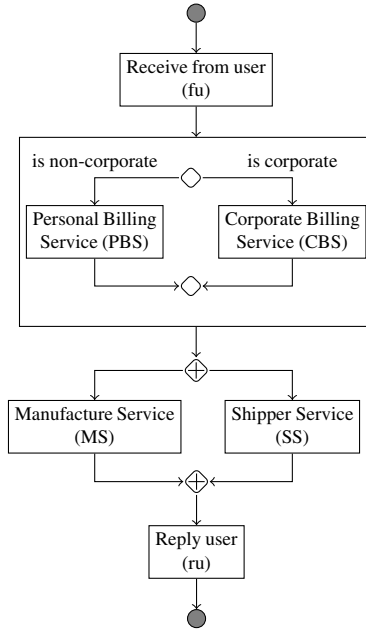 Receive from user
(fu)
is non-corporate
is corporate
Personal Billing
Service (PBS)
Corporate Billing
Service (CBS)
Manufacture Service
(MS)
Shipper Service
(SS)
Reply user
(ru)